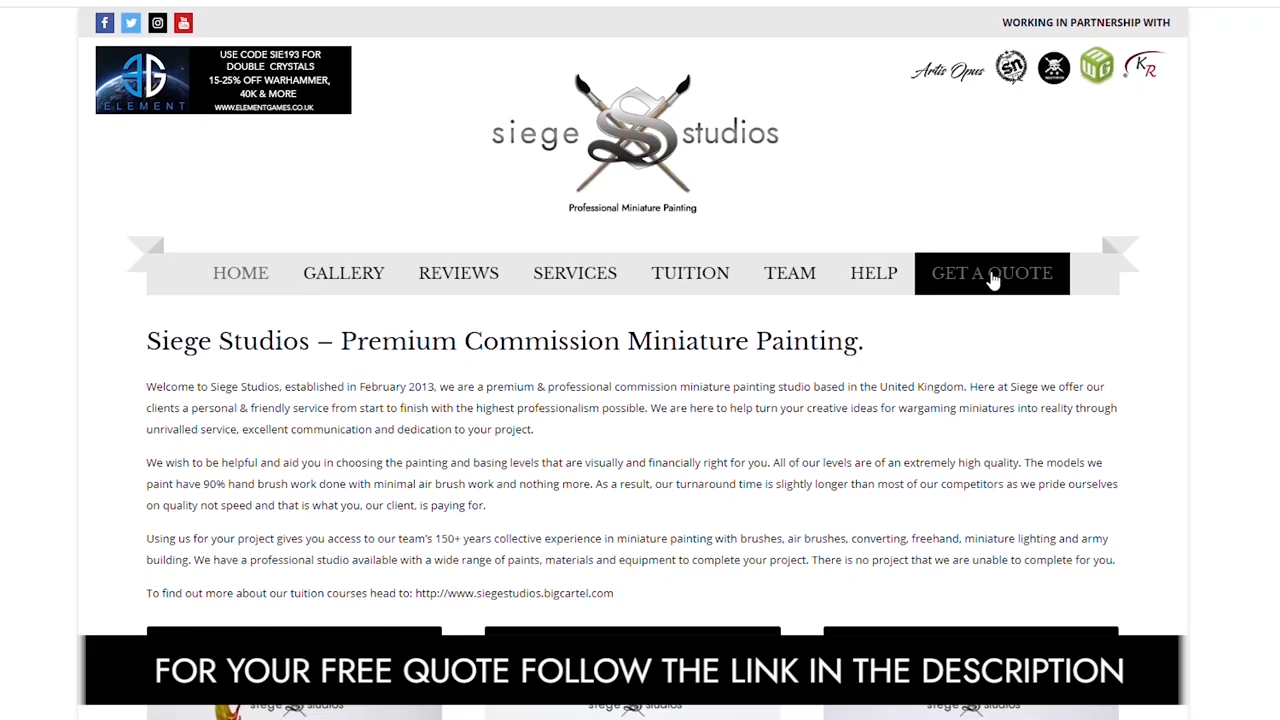 WORKING IN PARTNERSHIP WITH
USE CODE SIE193 FOR
DOUBLE CRYSTALS
15-25% OFF WARHAMMER,
40K & MORE
WWW.ELEMENTGAMES.CO.UK
ELEMENT
Artis Opus
KR
siege S studios
Professional Miniature Painting
HOME GALLERY REVIEWS SERVICES TUITION TEAM HELP GET A QUOTE
Siege Studios – Premium Commission Miniature Painting.
Welcome to Siege Studios, established in February 2013, we are a premium & professional commission miniature painting studio based in the United Kingdom. Here at Siege we offer our
clients a personal & friendly service from start to finish with the highest professionalism possible. We are here to help turn your creative ideas for wargaming miniatures into reality through
unrivalled service, excellent communication and dedication to your project.
We wish to be helpful and aid you in choosing the painting and basing levels that are visually and financially right for you. All of our levels are of an extremely high quality. The models we
paint have 90% hand brush work done with minimal air brush work and nothing more. As a result, our turnaround time is slightly longer than most of our competitors as we pride ourselves
on quality not speed and that is what you, our client, is paying for.
Using us for your project gives you access to our team's 150+ years collective experience in miniature painting with brushes, air brushes, converting, freehand, miniature lighting and army
building. We have a professional studio available with a wide range of paints, materials and equipment to complete your project. There is no project that we are unable to complete for you.
To find out more about our tuition courses head to: http://www.siegestudios.bigcartel.com
FOR YOUR FREE QUOTE FOLLOW THE LINK IN THE DESCRIPTION